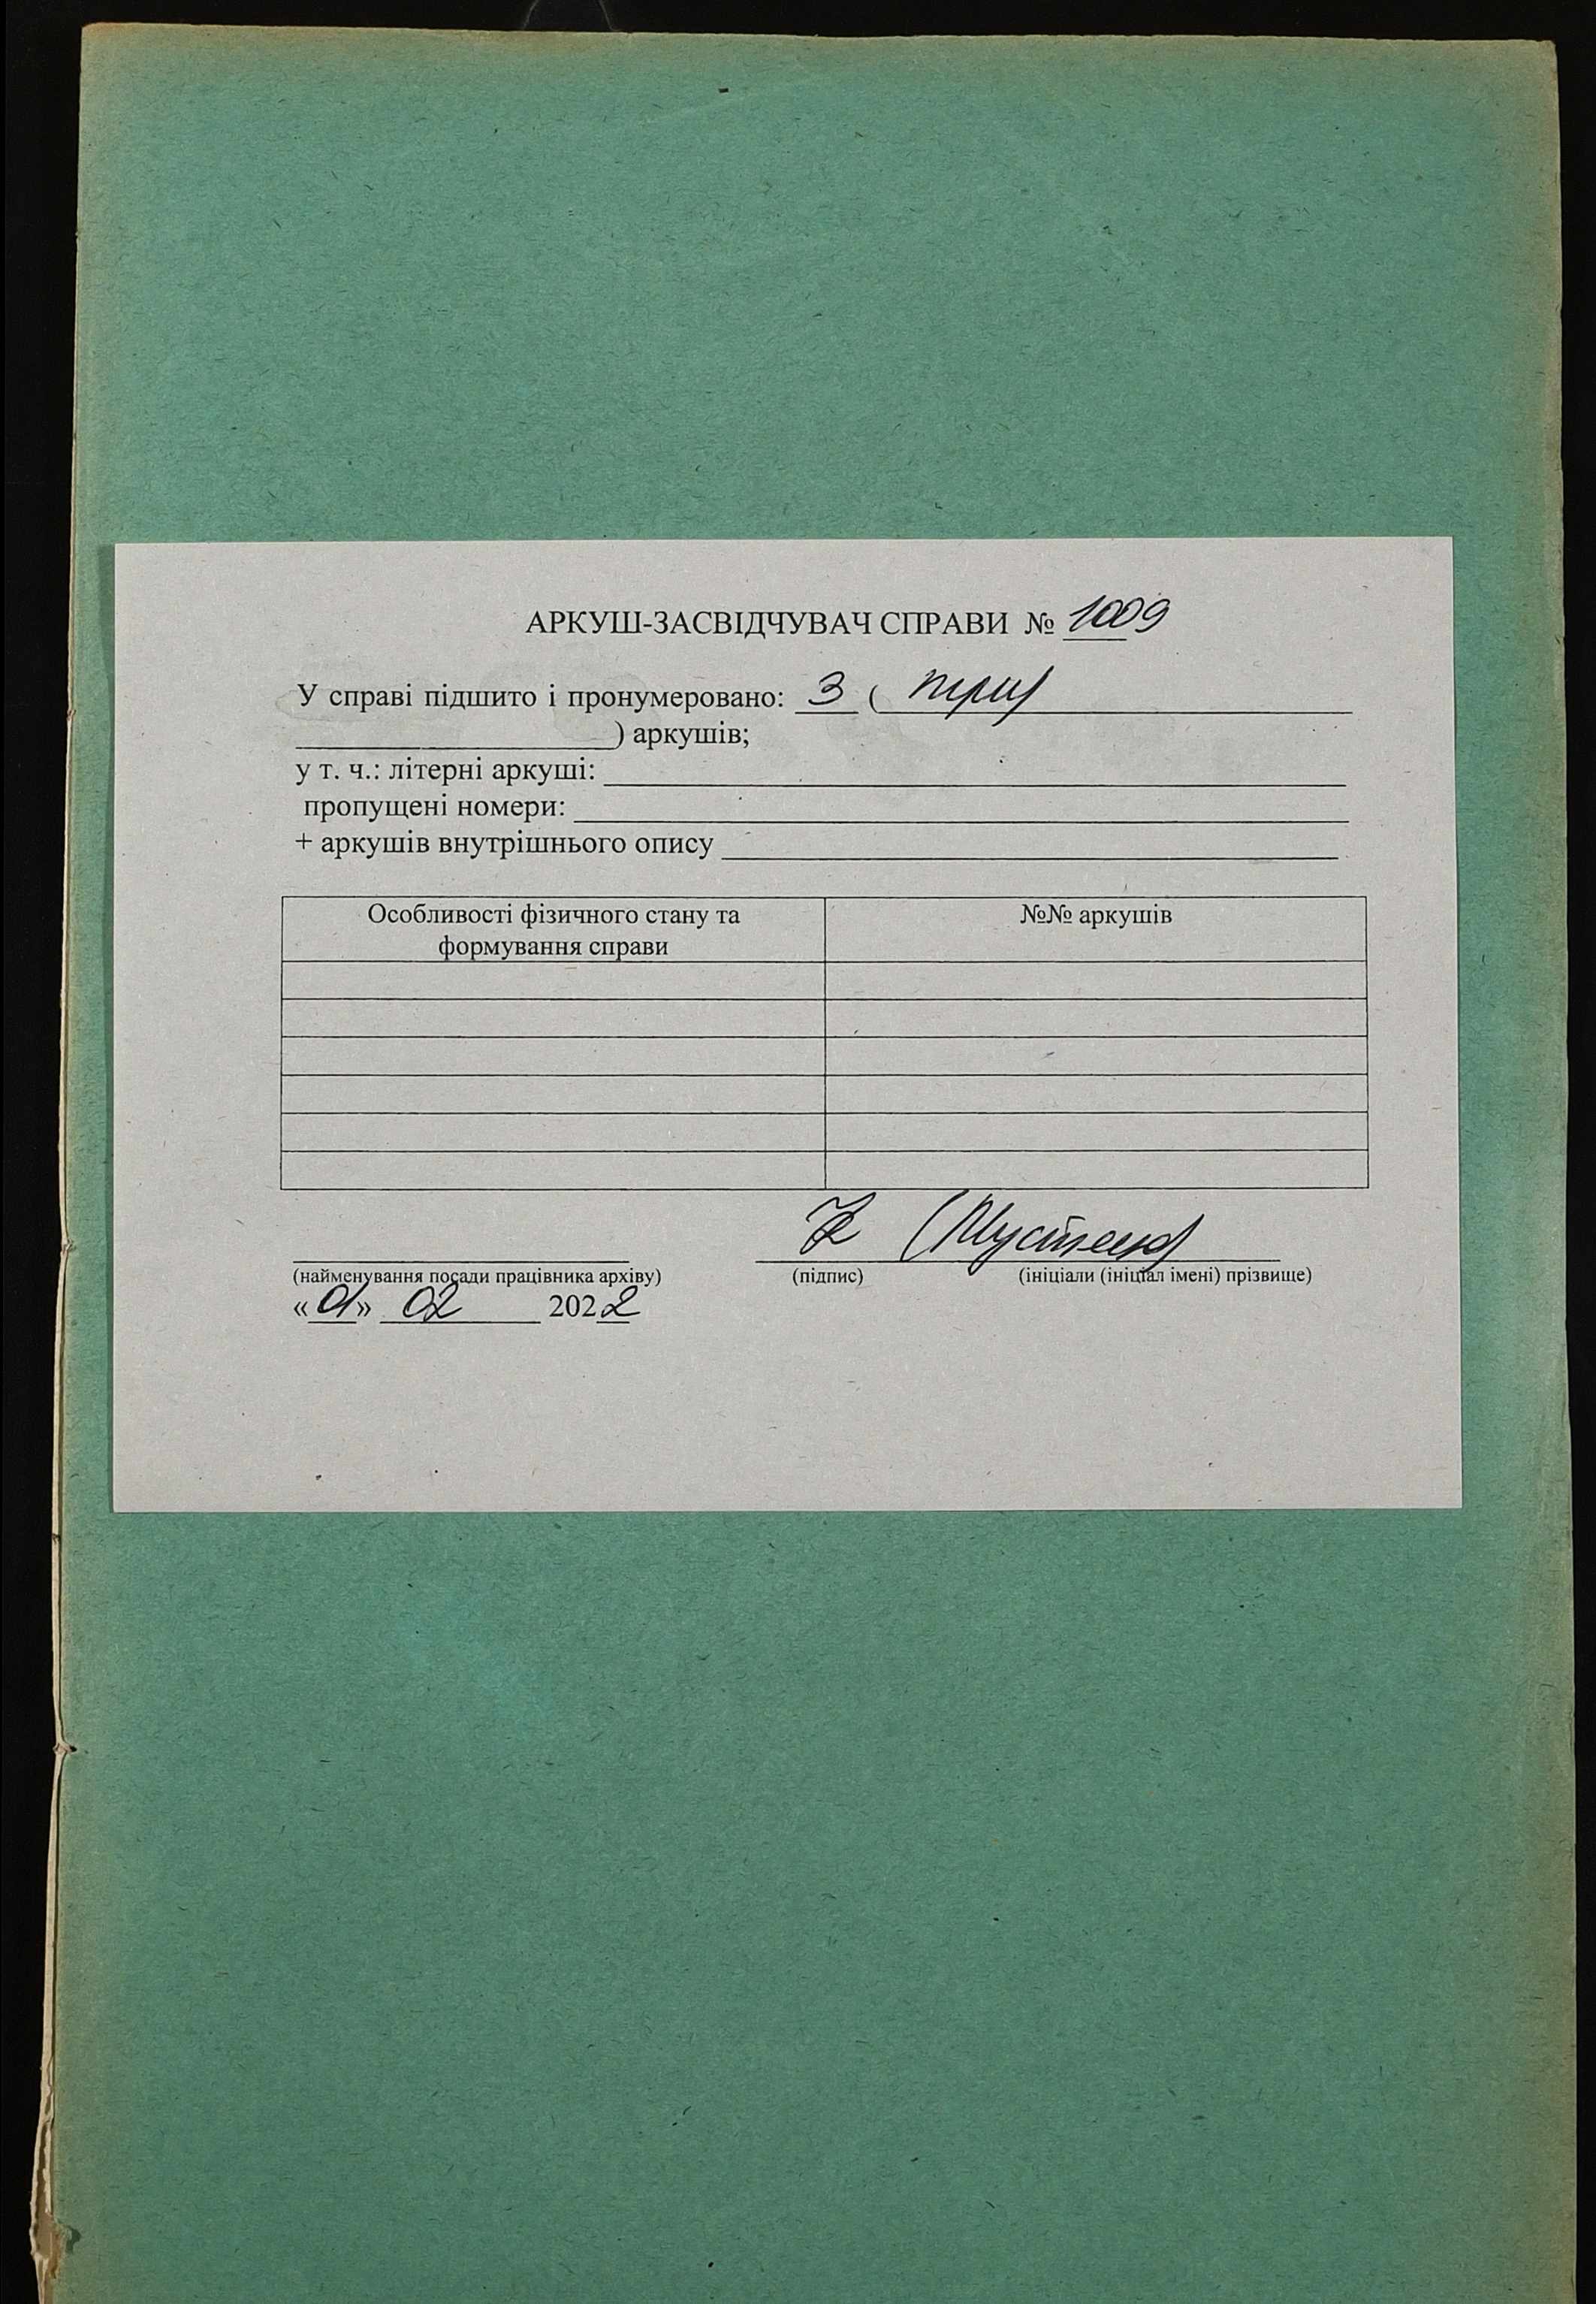 АРКУШ-ЗАСВІДЧУВАЧ СПРАВИ № 1009
У справі підшито і пронумеровано: 3 ( три)
) аркушів;
у т. ч.: літерні аркуші:
пропущені номери:
+ аркушів внутрішнього опису
Особливості фізичного стану та
формування справи
№№ аркушів
(найменування посади працівника архіву)
(підпис)
(ініціали (ініціал імені) прізвище)
«01» 02 2022